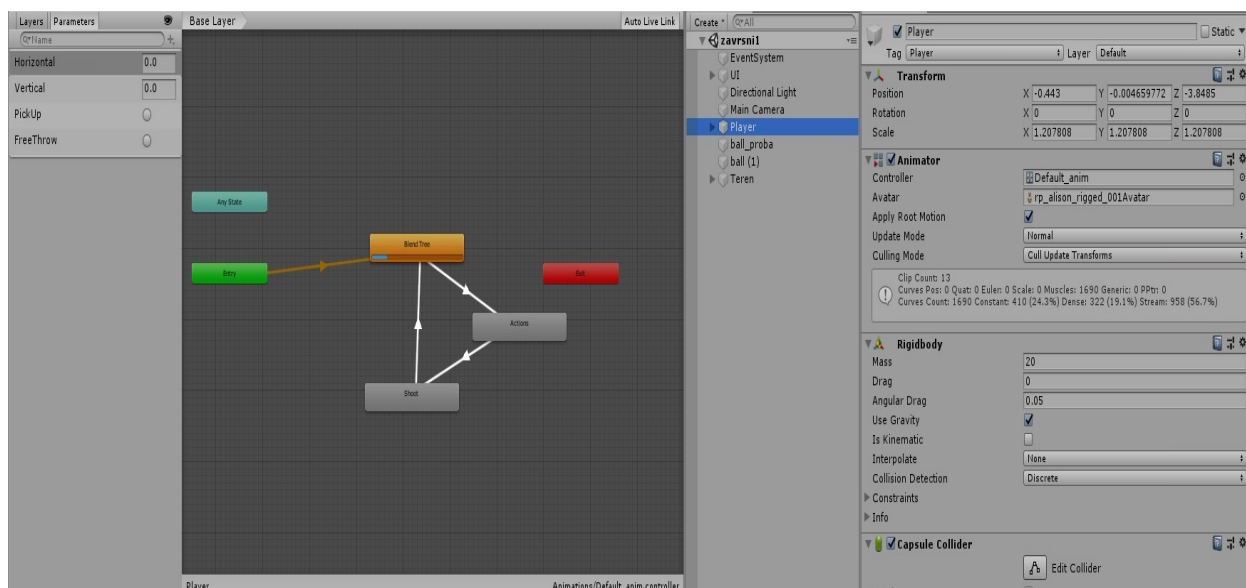 Layers Parameters
Name
Horizontal 0.0
Vertical 0.0
PickUp
FreeThrow
Base Layer Auto Live Link
Any State
Entry
Blend Tree
Exit
Actions
Shoot
Player Animations/Default_anim.controller
Create All
zavrsni1
EventSystem
UI
Directional Light
Main Camera
Player
ball_proba
ball (1)
Teren
Player Static
Tag Player Layer Default
Transform
Position X -0.443 Y -0.004659772 Z -3.8485
Rotation X 0 Y 0 Z 0
Scale X 1.207808 Y 1.207808 Z 1.207808
Animator
Controller Default_anim
Avatar rp_alison_rigged_001Avatar
Apply Root Motion
Update Mode Normal
Culling Mode Cull Update Transforms
Clip Count: 13
Curves Pos: 0 Quat: 0 Euler: 0 Scale: 0 Muscles: 1690 Generic: 0 PPtr: 0
Curves Count: 1690 Constant: 410 (24.3%) Dense: 322 (19.1%) Stream: 958 (56.7%)
Rigidbody
Mass 20
Drag 0
Angular Drag 0.05
Use Gravity
Is Kinematic
Interpolate None
Collision Detection Discrete
Constraints
Info
Capsule Collider
Edit Collider